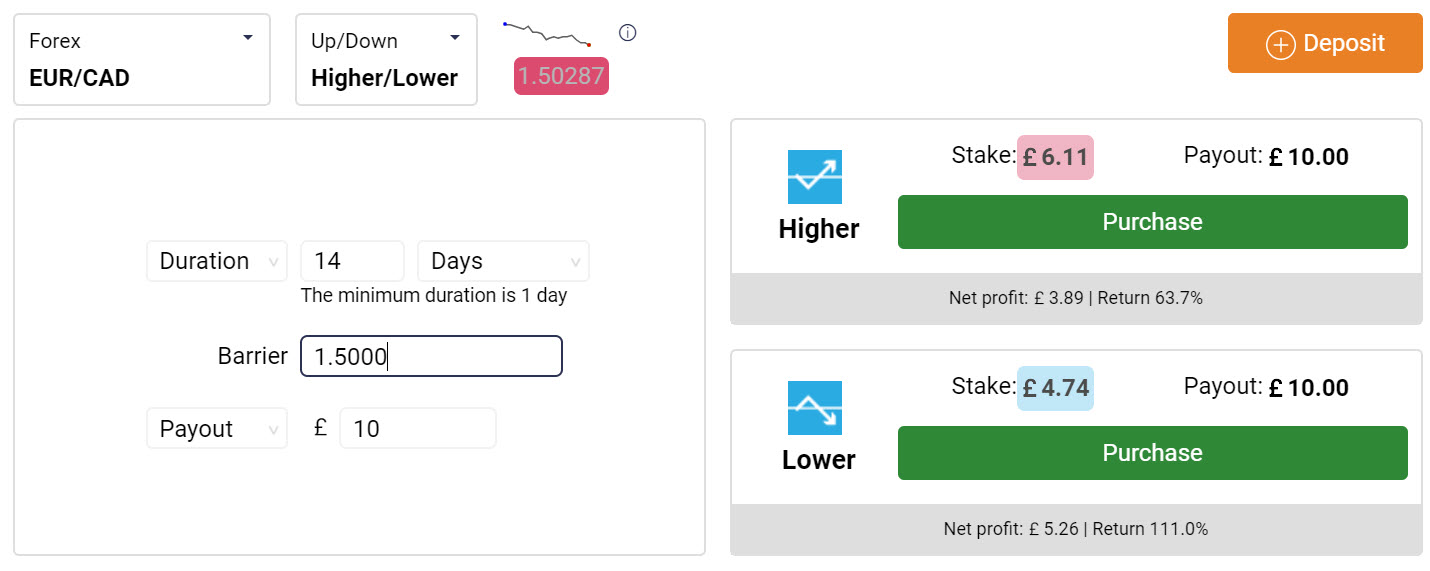 Forex
EUR/CAD
Up/Down
Higher/Lower
1.50287
Deposit
Duration 14 Days
The minimum duration is 1 day
Barrier 1.5000
Payout £ 10
Higher
Stake: £ 6.11 Payout: £ 10.00
Purchase
Net profit: £ 3.89 | Return 63.7%
Lower
Stake: £ 4.74 Payout: £ 10.00
Purchase
Net profit: £ 5.26 | Return 111.0%